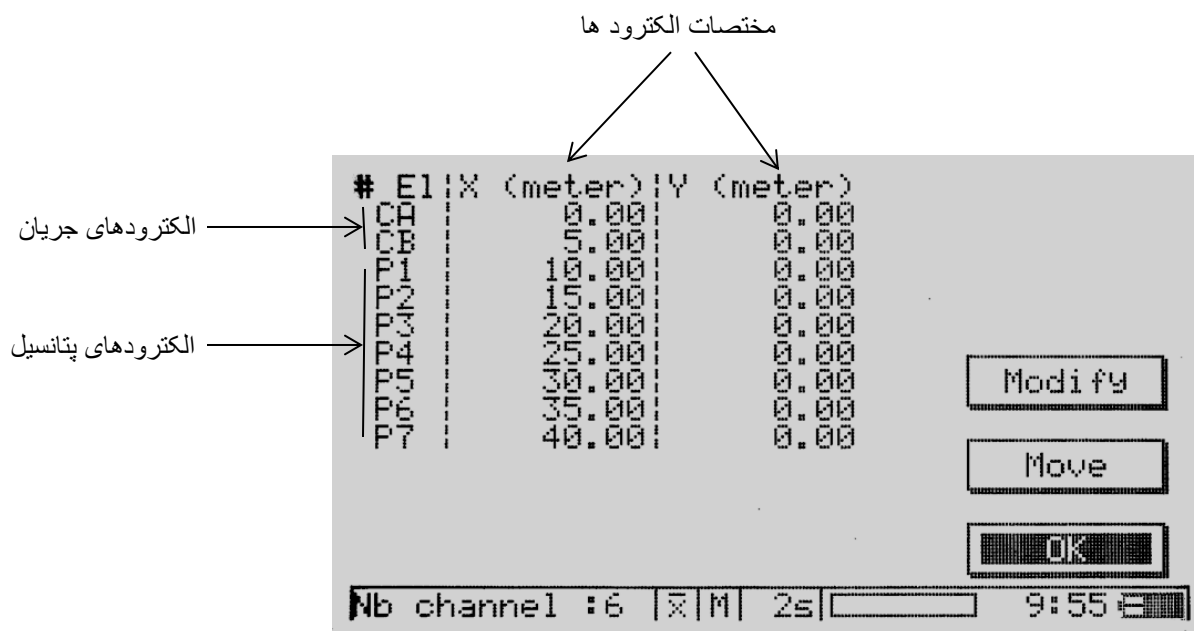 مختصات الکترود ها
# El|X (meter)|Y (meter)
الکترودهای جریان
CA | 0.00| 0.00
CB | 5.00| 0.00
P1 | 10.00| 0.00
P2 | 15.00| 0.00
P3 | 20.00| 0.00
الکترودهای پتانسیل
P4 | 25.00| 0.00
P5 | 30.00| 0.00
P6 | 35.00| 0.00
P7 | 40.00| 0.00
Modify
Move
OK
Nb channel :6 |x̅|M| 2s| 9:55